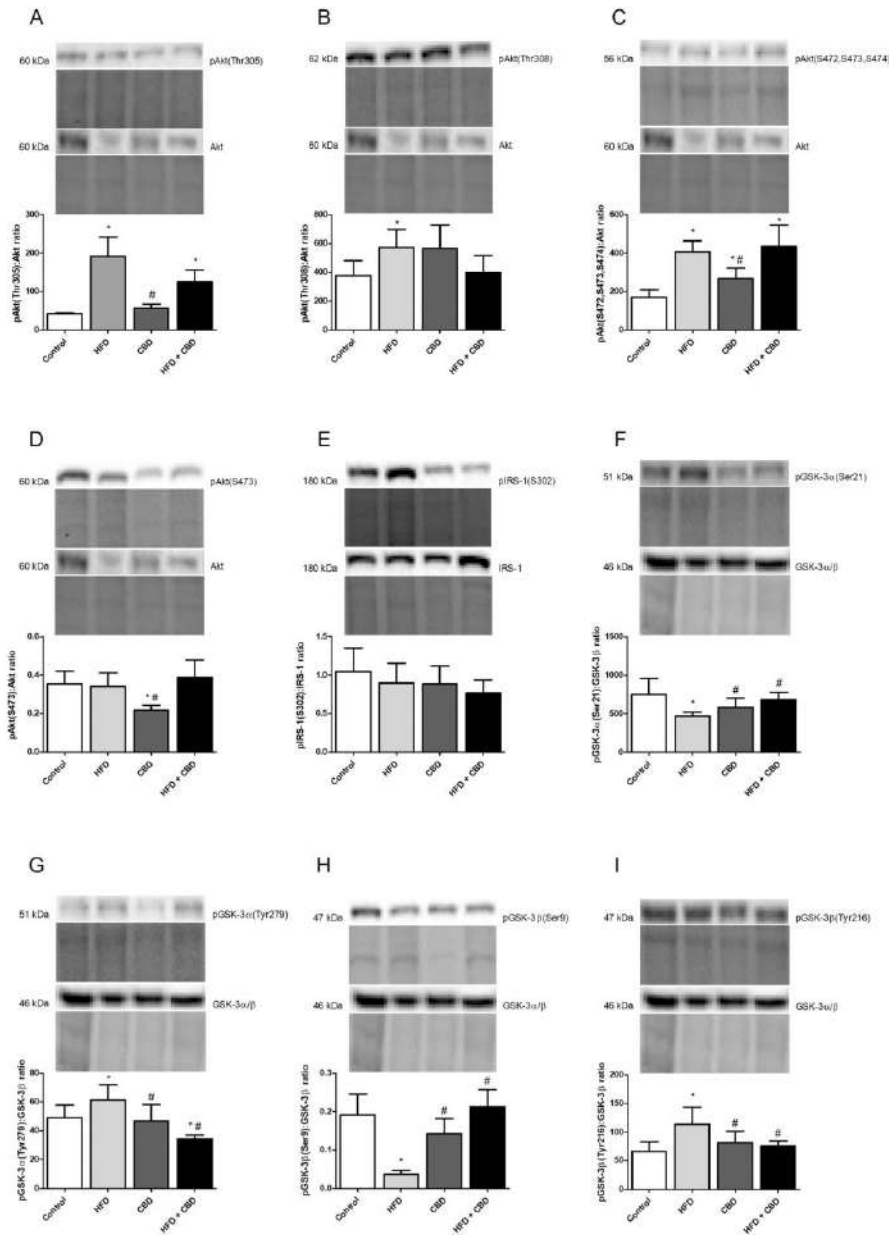 A
60 kDa
pAkt(Thr305)
60 kDa
Akt
pAkt(Thr305):Akt ratio
300
200
100
0
*
#
*
Control
HFD
CBD
HFD + CBD
B
62 kDa
pAkt(Thr308)
60 kDa
Akt
pAkt(Thr308):Akt ratio
800
600
400
200
0
*
Control
HFD
CBD
HFD + CBD
C
56 kDa
pAkt(S472,S473,S474)
60 kDa
Akt
pAkt(S472,S473,S474):Akt ratio
600
400
200
0
*
* #
*
Control
HFD
CBD
HFD + CBD
D
60 kDa
pAkt(S473)
60 kDa
Akt
pAkt(S473):Akt ratio
0.6
0.4
0.2
0.0
* #
Control
HFD
CBD
HFD + CBD
E
180 kDa
pIRS-1(S302)
180 kDa
IRS-1
pIRS-1(S302):IRS-1 ratio
1.5
1.0
0.5
0.0
Control
HFD
CBD
HFD + CBD
F
51 kDa
pGSK-3α(Ser21)
46 kDa
GSK-3α/β
pGSK-3α(Ser21):GSK-3β ratio
1500
1000
500
0
*
#
#
Control
HFD
CBD
HFD + CBD
G
51 kDa
pGSK-3α(Tyr279)
46 kDa
GSK-3α/β
pGSK-3α(Tyr279):GSK-3β ratio
80
60
40
20
0
*
#
* #
Control
HFD
CBD
HFD + CBD
H
47 kDa
pGSK-3β(Ser9)
46 kDa
GSK-3α/β
pGSK-3β(Ser9):GSK-3β ratio
0.3
0.2
0.1
0.0
*
#
#
Control
HFD
CBD
HFD + CBD
I
47 kDa
pGSK-3β(Tyr216)
46 kDa
GSK-3α/β
pGSK-3β(Tyr216):GSK-3β ratio
200
150
100
50
0
*
#
#
Control
HFD
CBD
HFD + CBD